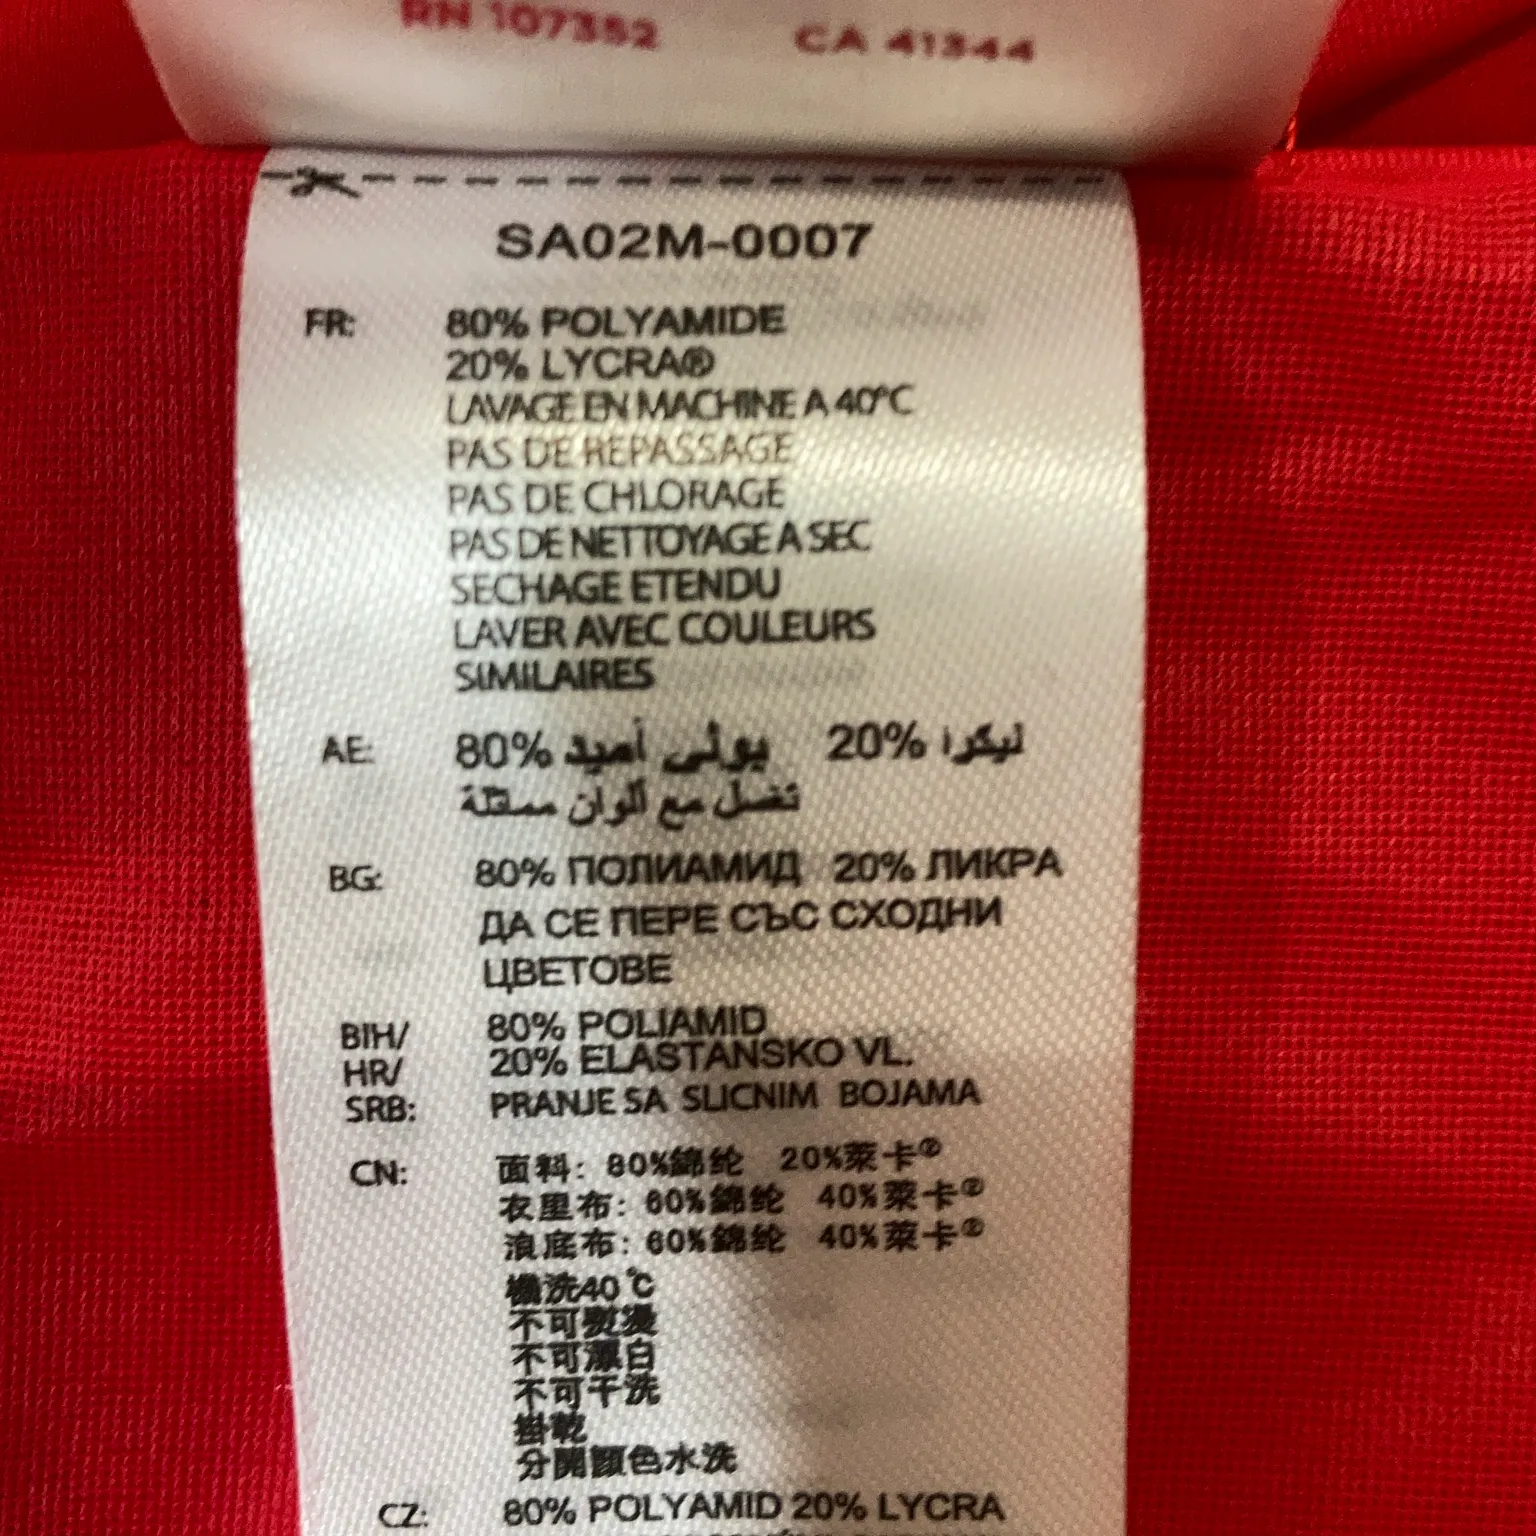 RN 107352 CA 41344
SA02M-0007
FR: 80% POLYAMIDE
20% LYCRA®
LAVAGE EN MACHINE A 40°C
PAS DE REPASSAGE
PAS DE CHLORAGE
PAS DE NETTOYAGE A SEC
SECHAGE ETENDU
LAVER AVEC COULEURS
SIMILAIRES
AE: 80% بولي أميد 20% ليكرا
تغسل مع ألوان مماثلة
BG: 80% ПОЛИАМИД 20% ЛИКРА
ДА СЕ ПЕРЕ СЪС СХОДНИ
ЦВЕТОВЕ
BIH/ 80% POLIAMID
HR/ 20% ELASTANSKO VL.
SRB: PRANJE SA SLICNIM BOJAMA
CN: 面料: 80%錦纶 20%萊卡®
衣里布: 60%錦纶 40%萊卡®
浪底布: 60%錦纶 40%萊卡®
機洗40℃
不可熨燙
不可漂白
不可干洗
掛乾
分開顏色水洗
CZ: 80% POLYAMID 20% LYCRA